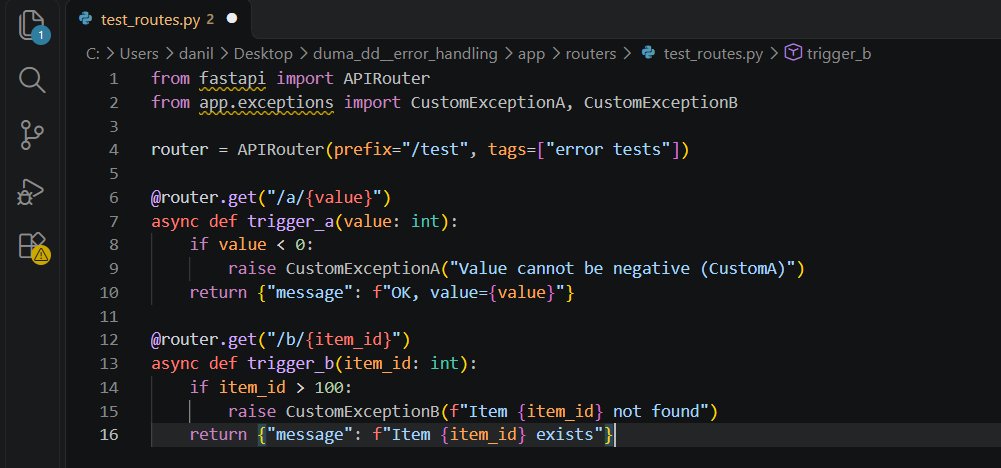 test_routes.py 2
1
C: > Users > danil > Desktop > duma_dd__error_handling > app > routers > test_routes.py > trigger_b
1 from fastapi import APIRouter
2 from app.exceptions import CustomExceptionA, CustomExceptionB
3
4 router = APIRouter(prefix="/test", tags=["error tests"])
5
6 @router.get("/a/{value}")
7 async def trigger_a(value: int):
8     if value < 0:
9         raise CustomExceptionA("Value cannot be negative (CustomA)")
10     return {"message": f"OK, value={value}"}
11
12 @router.get("/b/{item_id}")
13 async def trigger_b(item_id: int):
14     if item_id > 100:
15         raise CustomExceptionB(f"Item {item_id} not found")
16     return {"message": f"Item {item_id} exists"}